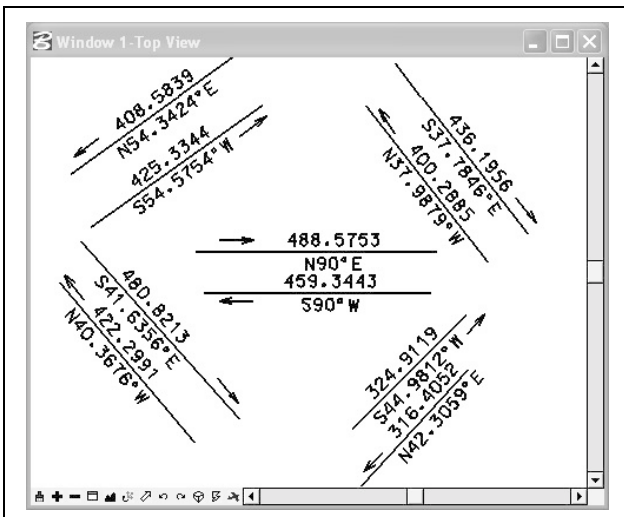 Window 1-Top View
408.5839
N54.3424°E
425.3344
S54.5754°W
436.1956
S37.7846°E
400.2885
N37.9879°W
488.5753
N90°E
459.3443
S90°W
480.8213
S41.6356°E
422.2991
N40.3676°W
324.9119
S44.9812°W
316.4052
N42.3059°E